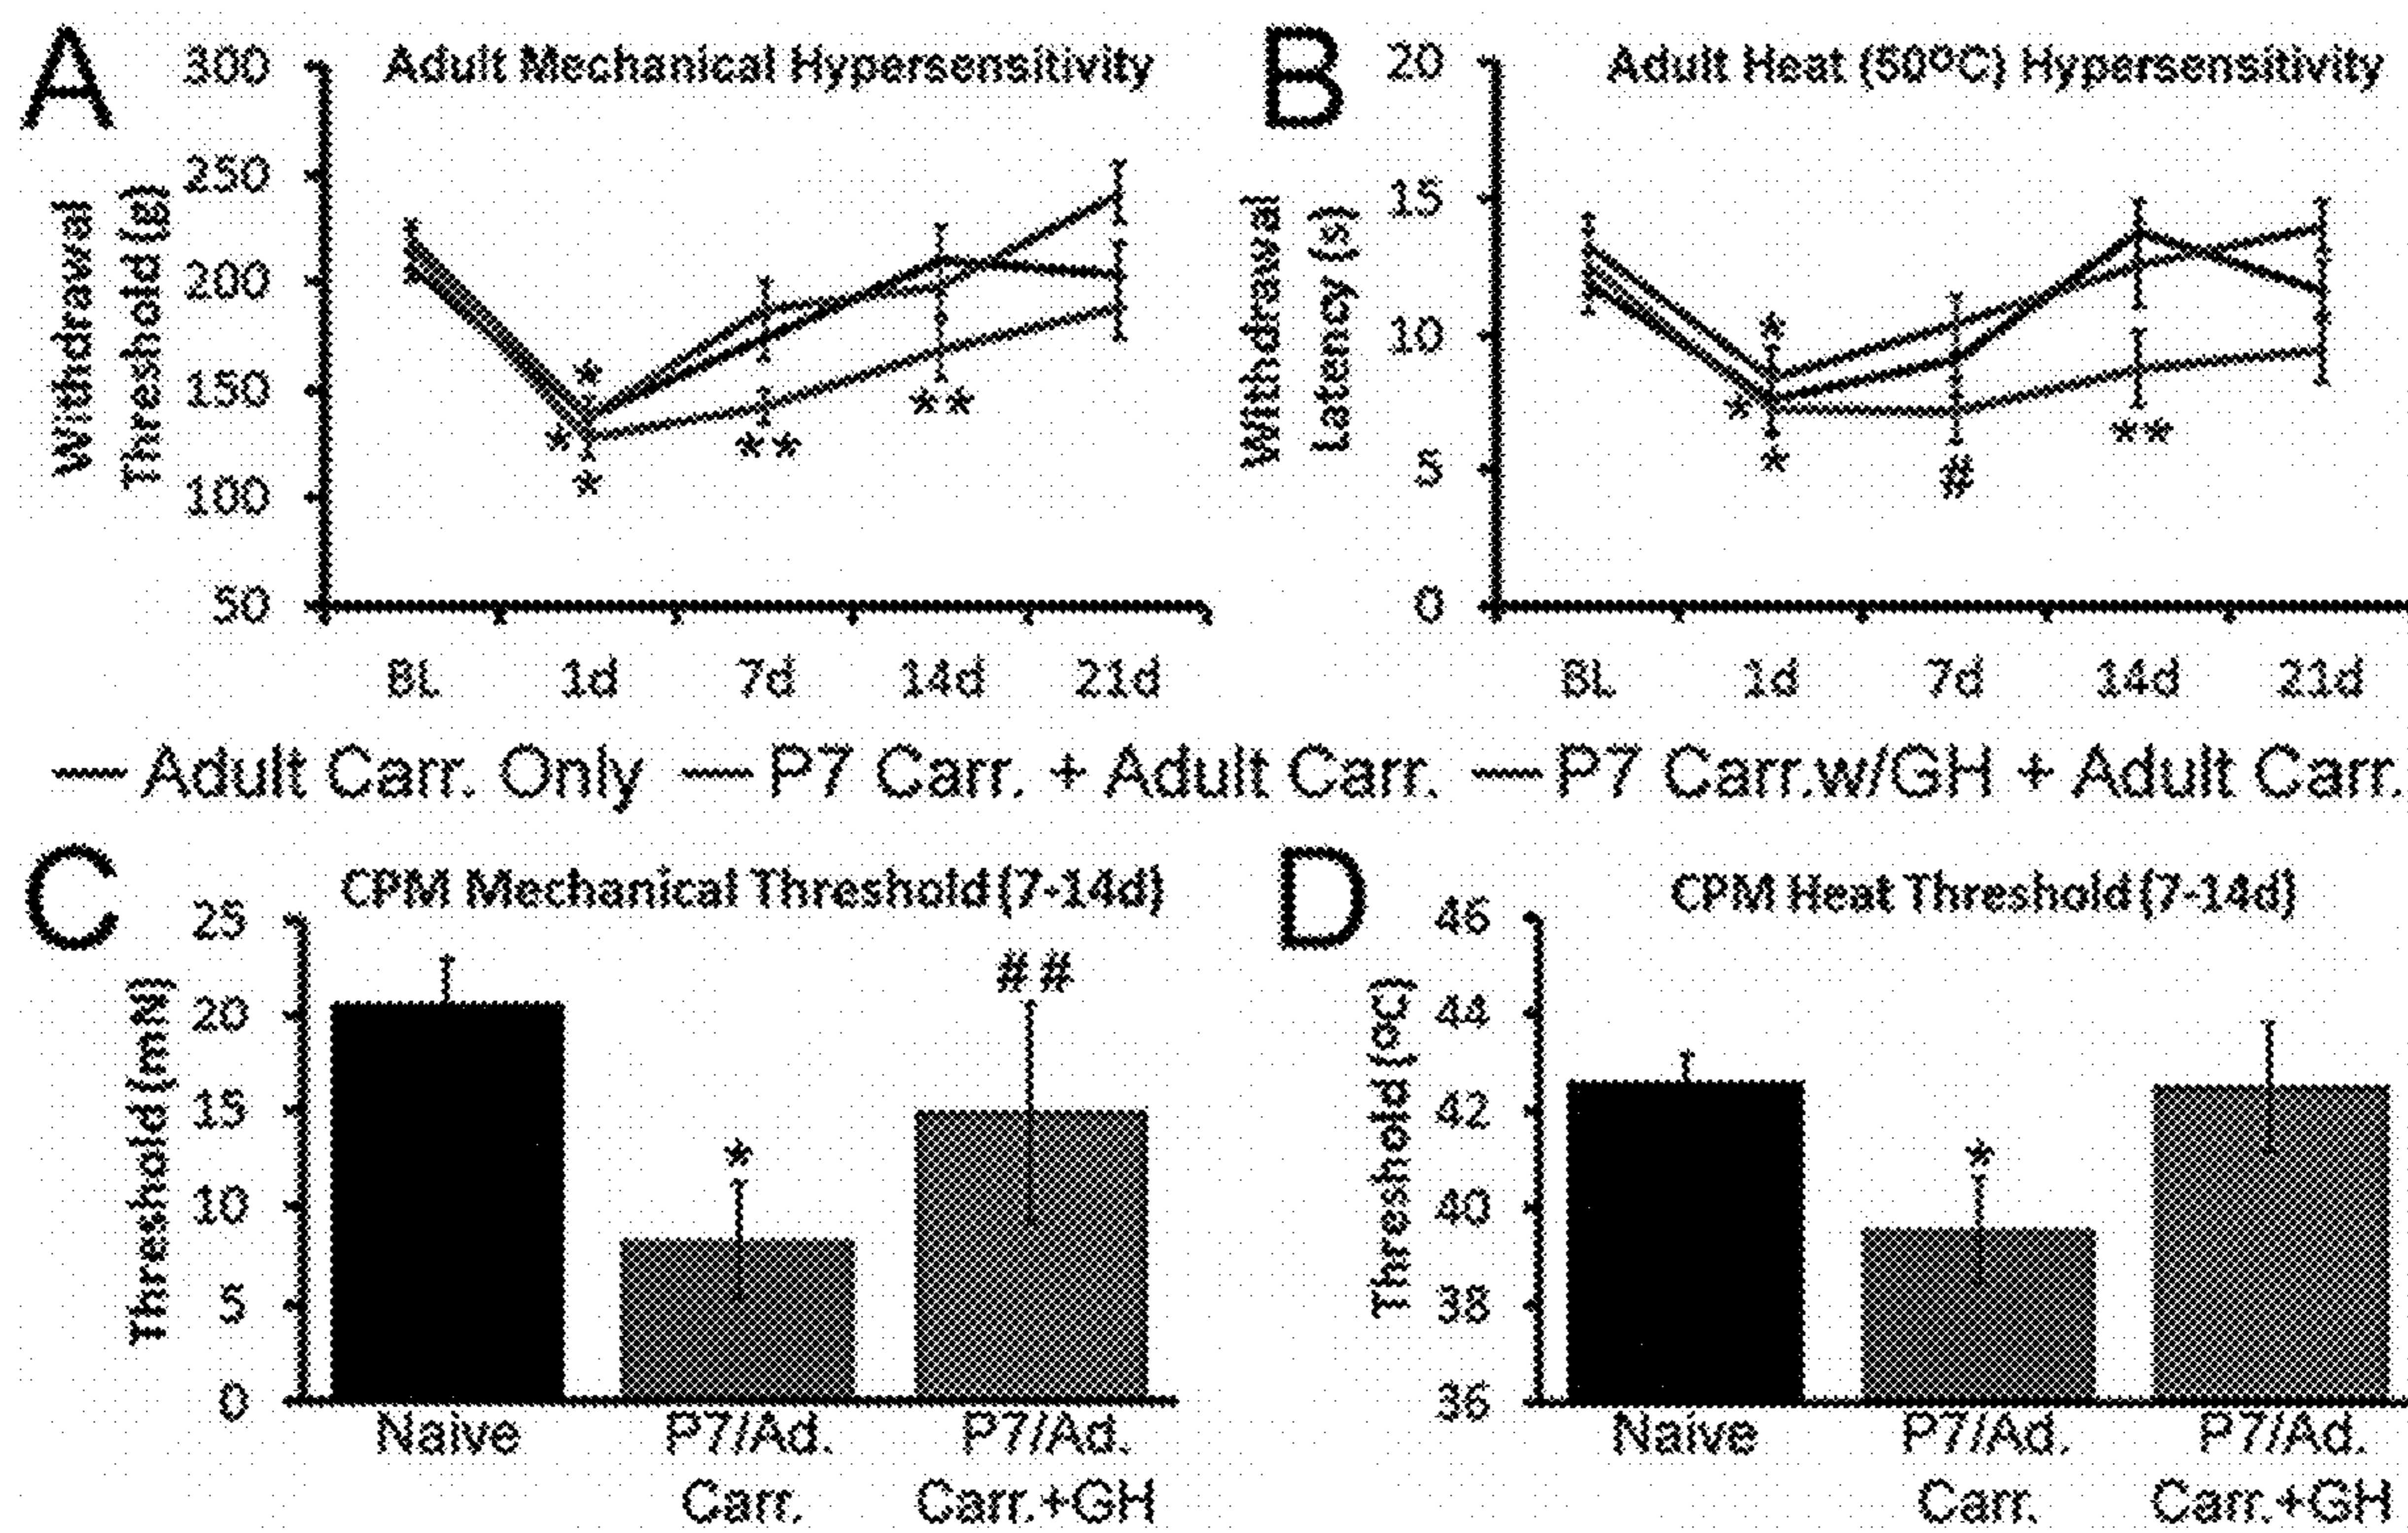 A
Adult Mechanical Hypersensitivity
Withdrawal
Threshold (g)
300
250
200
150
100
50
*
*
*
**
**
BL 1d 7d 14d 21d
B
Adult Heat (50ºC) Hypersensitivity
Withdrawal
Latency (s)
20
15
10
5
0
*
*
*
#
**
BL 1d 7d 14d 21d
Adult Carr. Only P7 Carr. + Adult Carr. P7 Carr.w/GH + Adult Carr.
C
CPM Mechanical Threshold (7-14d)
Threshold (mN)
25
20
15
10
5
0
*
##
Naive P7/Ad. P7/Ad.
Carr. Carr.+GH
D
CPM Heat Threshold (7-14d)
Threshold (ºC)
46
44
42
40
38
36
*
Naive P7/Ad. P7/Ad.
Carr. Carr.+GH